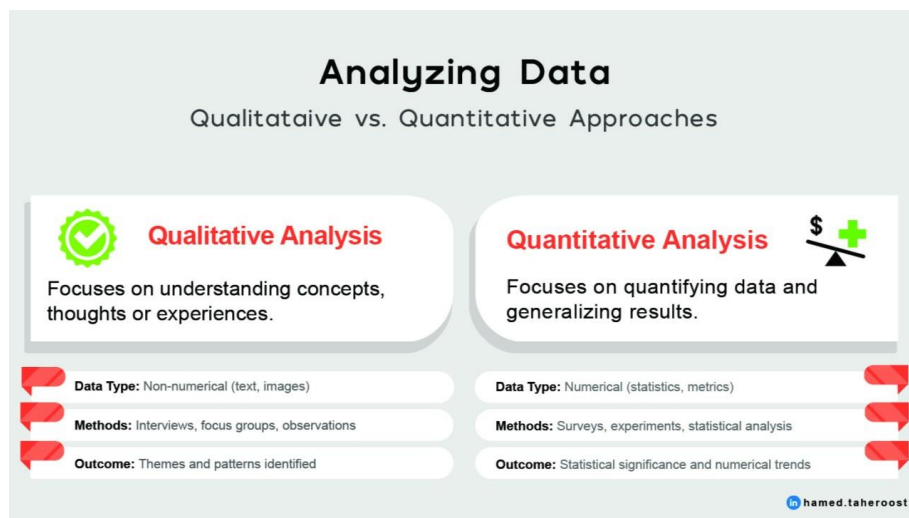 Analyzing Data
Qualitataive vs. Quantitative Approaches
Qualitative Analysis
Focuses on understanding concepts,
thoughts or experiences.
Data Type: Non-numerical (text, images)
Methods: Interviews, focus groups, observations
Outcome: Themes and patterns identified
Quantitative Analysis
$
Focuses on quantifying data and
generalizing results.
Data Type: Numerical (statistics, metrics)
Methods: Surveys, experiments, statistical analysis
Outcome: Statistical significance and numerical trends
in hamed.taheroost